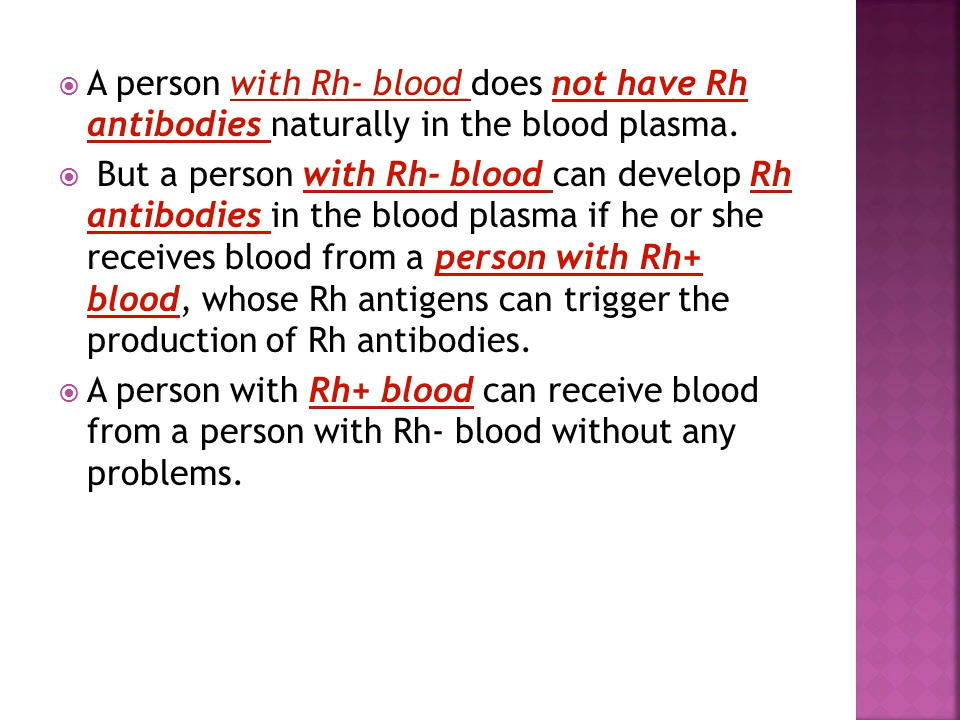 A person with Rh- blood does not have Rh
antibodies naturally in the blood plasma.
But a person with Rh- blood can develop Rh
antibodies in the blood plasma if he or she
receives blood from a person with Rh+
blood, whose Rh antigens can trigger the
production of Rh antibodies.
A person with Rh+ blood can receive blood
from a person with Rh- blood without any
problems.